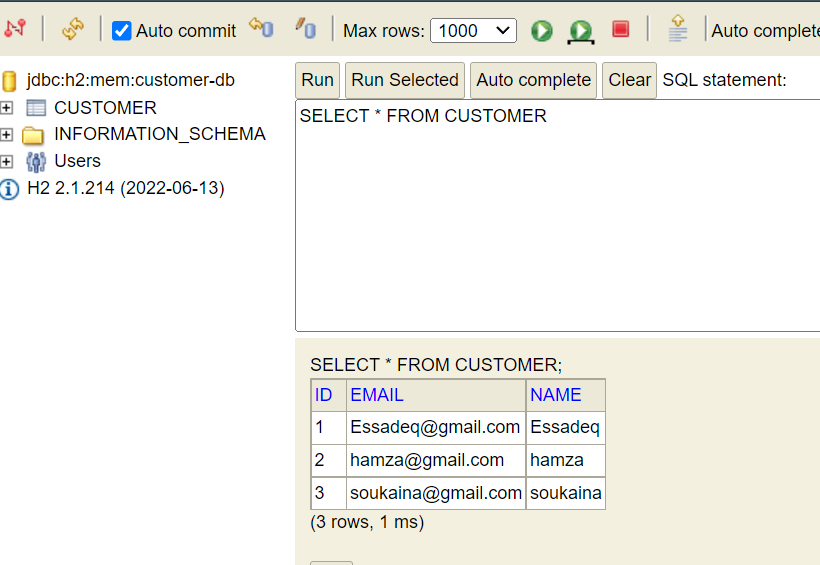 Auto commit Max rows: 1000 Auto complete
jdbc:h2:mem:customer-db
CUSTOMER
INFORMATION_SCHEMA
Users
H2 2.1.214 (2022-06-13)
Run Run Selected Auto complete Clear SQL statement:
SELECT * FROM CUSTOMER
SELECT * FROM CUSTOMER;
ID EMAIL NAME
1 Essadeq@gmail.com Essadeq
2 hamza@gmail.com hamza
3 soukaina@gmail.com soukaina
(3 rows, 1 ms)